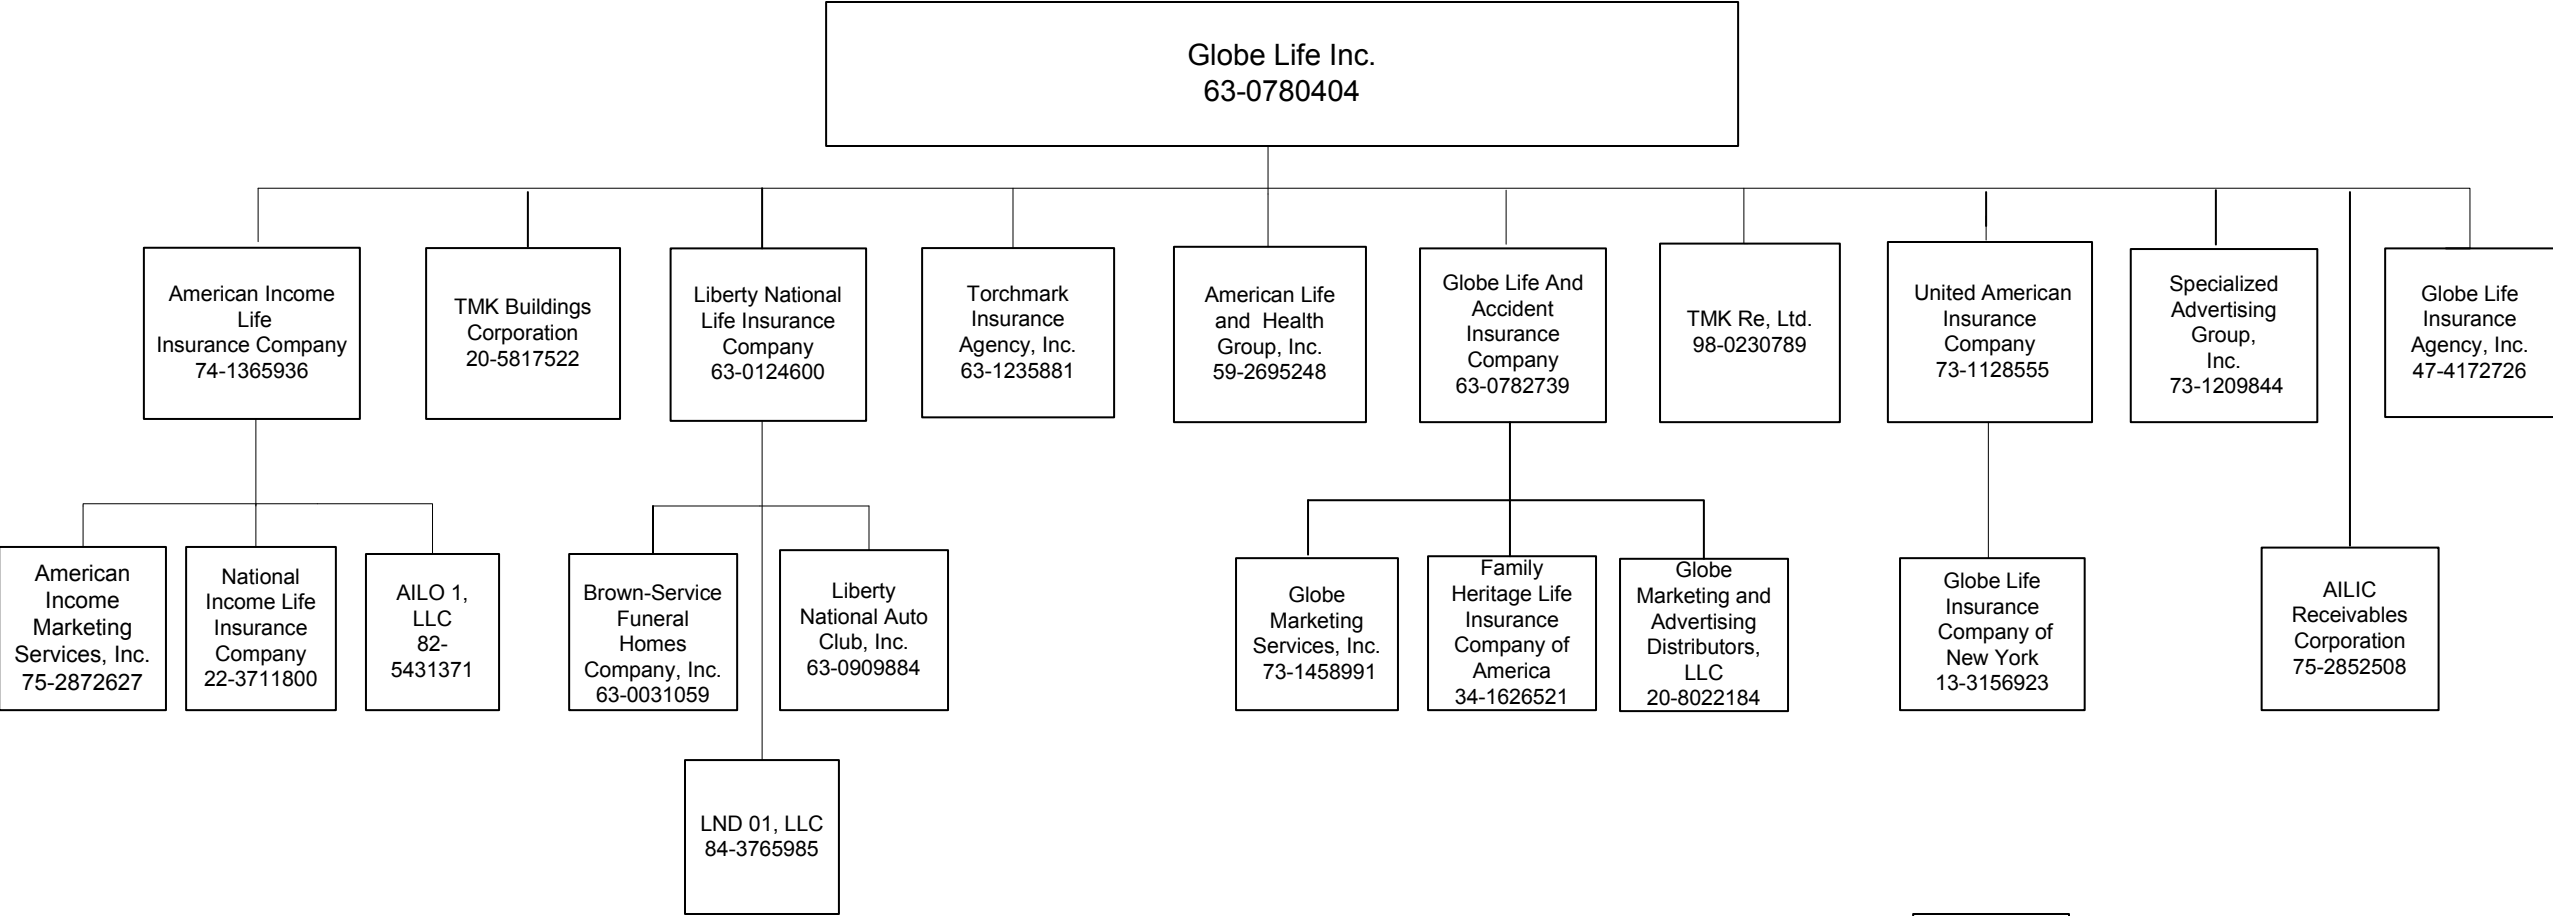 Globe Life Inc.
63-0780404
American Income
Life
Insurance Company
74-1365936
TMK Buildings
Corporation
20-5817522
Liberty National
Life Insurance
Company
63-0124600
Torchmark
Insurance
Agency, Inc.
63-1235881
American Life
and Health
Group, Inc.
59-2695248
Globe Life And
Accident
Insurance
Company
63-0782739
TMK Re, Ltd.
98-0230789
United American
Insurance
Company
73-1128555
Specialized
Advertising
Group,
Inc.
73-1209844
Globe Life
Insurance
Agency, Inc.
47-4172726
American
Income
Marketing
Services, Inc.
75-2872627
National
Income Life
Insurance
Company
22-3711800
AILO 1,
LLC
82-
5431371
Brown-Service
Funeral
Homes
Company, Inc.
63-0031059
Liberty
National Auto
Club, Inc.
63-0909884
Globe
Marketing
Services, Inc.
73-1458991
Family
Heritage Life
Insurance
Company of
America
34-1626521
Globe
Marketing and
Advertising
Distributors,
LLC
20-8022184
Globe Life
Insurance
Company of
New York
13-3156923
AILIC
Receivables
Corporation
75-2852508
LND 01, LLC
84-3765985